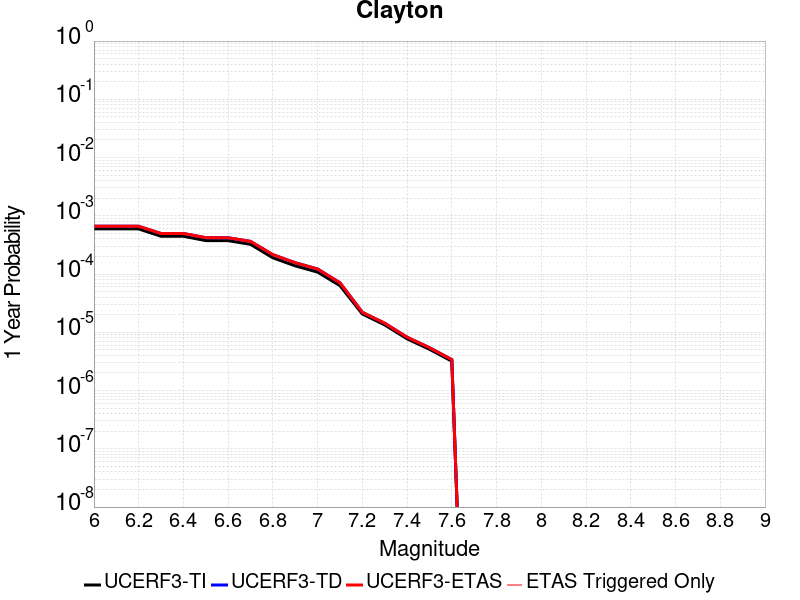 Clayton
10 0
10 -1
10 -2
10 -3
10 -4
10 -5
10 -6
10 -7
10 -8
1 Year Probability
6 6.2 6.4 6.6 6.8 7 7.2 7.4 7.6 7.8 8 8.2 8.4 8.6 8.8 9
Magnitude
UCERF3-TI UCERF3-TD UCERF3-ETAS ETAS Triggered Only